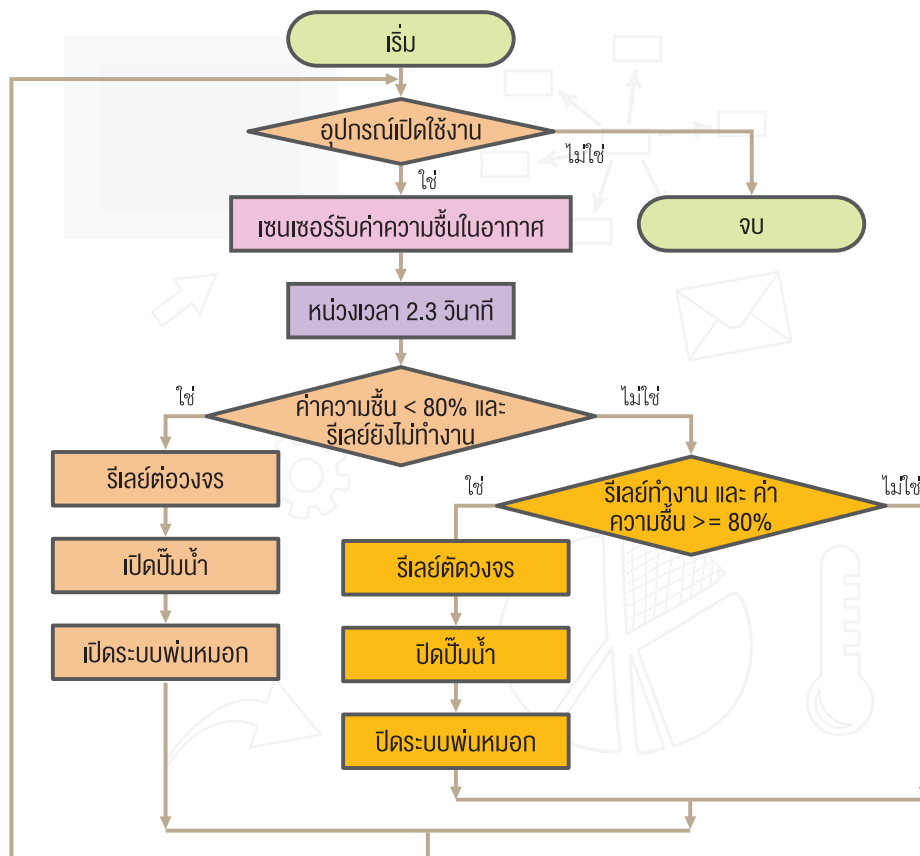 เริ่ม
อุปกรณ์เปิดใช้งาน
ไม่ใช่
ใช่
เซนเซอร์รับค่าความชื้นในอากาศ
จบ
หน่วงเวลา 2.3 วินาที
ใช่
ค่าความชื้น < 80% และ
รีเลย์ยังไม่ทำงาน
ไม่ใช่
รีเลย์ต่อวงจร
เปิดปั๊มน้ำ
เปิดระบบพ่นหมอก
ใช่
รีเลย์ทำงาน และ ค่า
ความชื้น >= 80%
ไม่ใช่
รีเลย์ตัดวงจร
ปิดปั๊มน้ำ
ปิดระบบพ่นหมอก